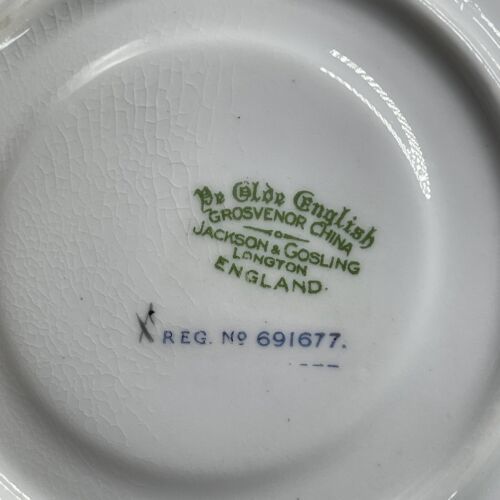 Ye Olde English
GROSVENOR CHINA
JACKSON & GOSLING
LONGTON
ENGLAND.
X REG. Nº 691677.